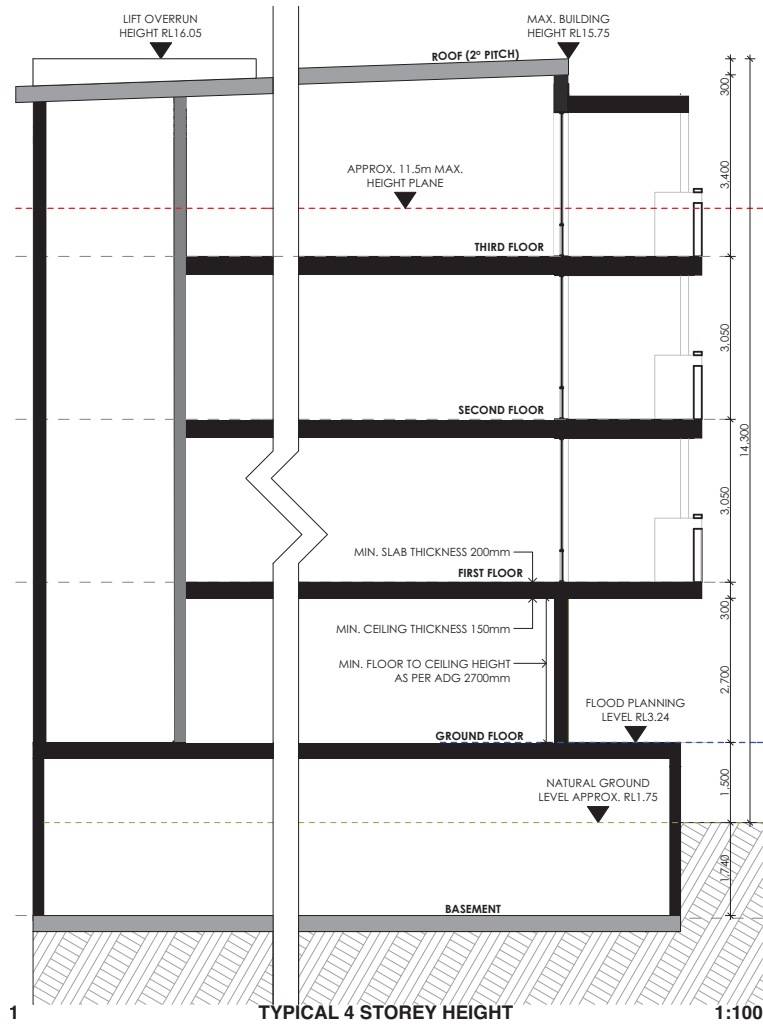 LIFT OVERRUN
HEIGHT RL16.05
MAX. BUILDING
HEIGHT RL15.75
ROOF (2° PITCH)
300
APPROX. 11.5m MAX.
HEIGHT PLANE
3,400
THIRD FLOOR
3,050
SECOND FLOOR
14,300
3,050
MIN. SLAB THICKNESS 200mm
FIRST FLOOR
300
MIN. CEILING THICKNESS 150mm
MIN. FLOOR TO CEILING HEIGHT
AS PER ADG 2700mm
2,700
FLOOD PLANNING
LEVEL RL3.24
GROUND FLOOR
NATURAL GROUND
LEVEL APPROX. RL1.75
1,500
1,740
BASEMENT
1 TYPICAL 4 STOREY HEIGHT 1:100